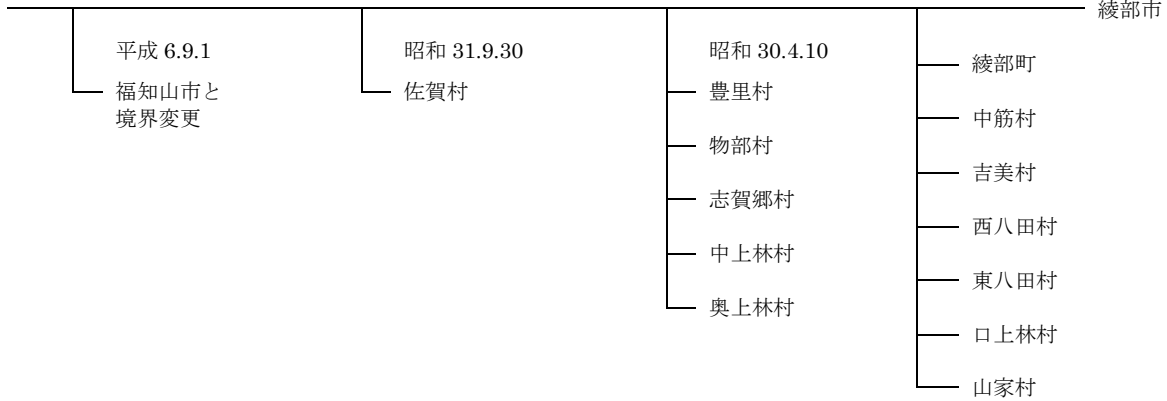 綾部市
平成 6.9.1
福知山市と
境界変更
昭和 31.9.30
佐賀村
昭和 30.4.10
豊里村
物部村
志賀郷村
中上林村
奥上林村
綾部町
中筋村
吉美村
西八田村
東八田村
口上林村
山家村